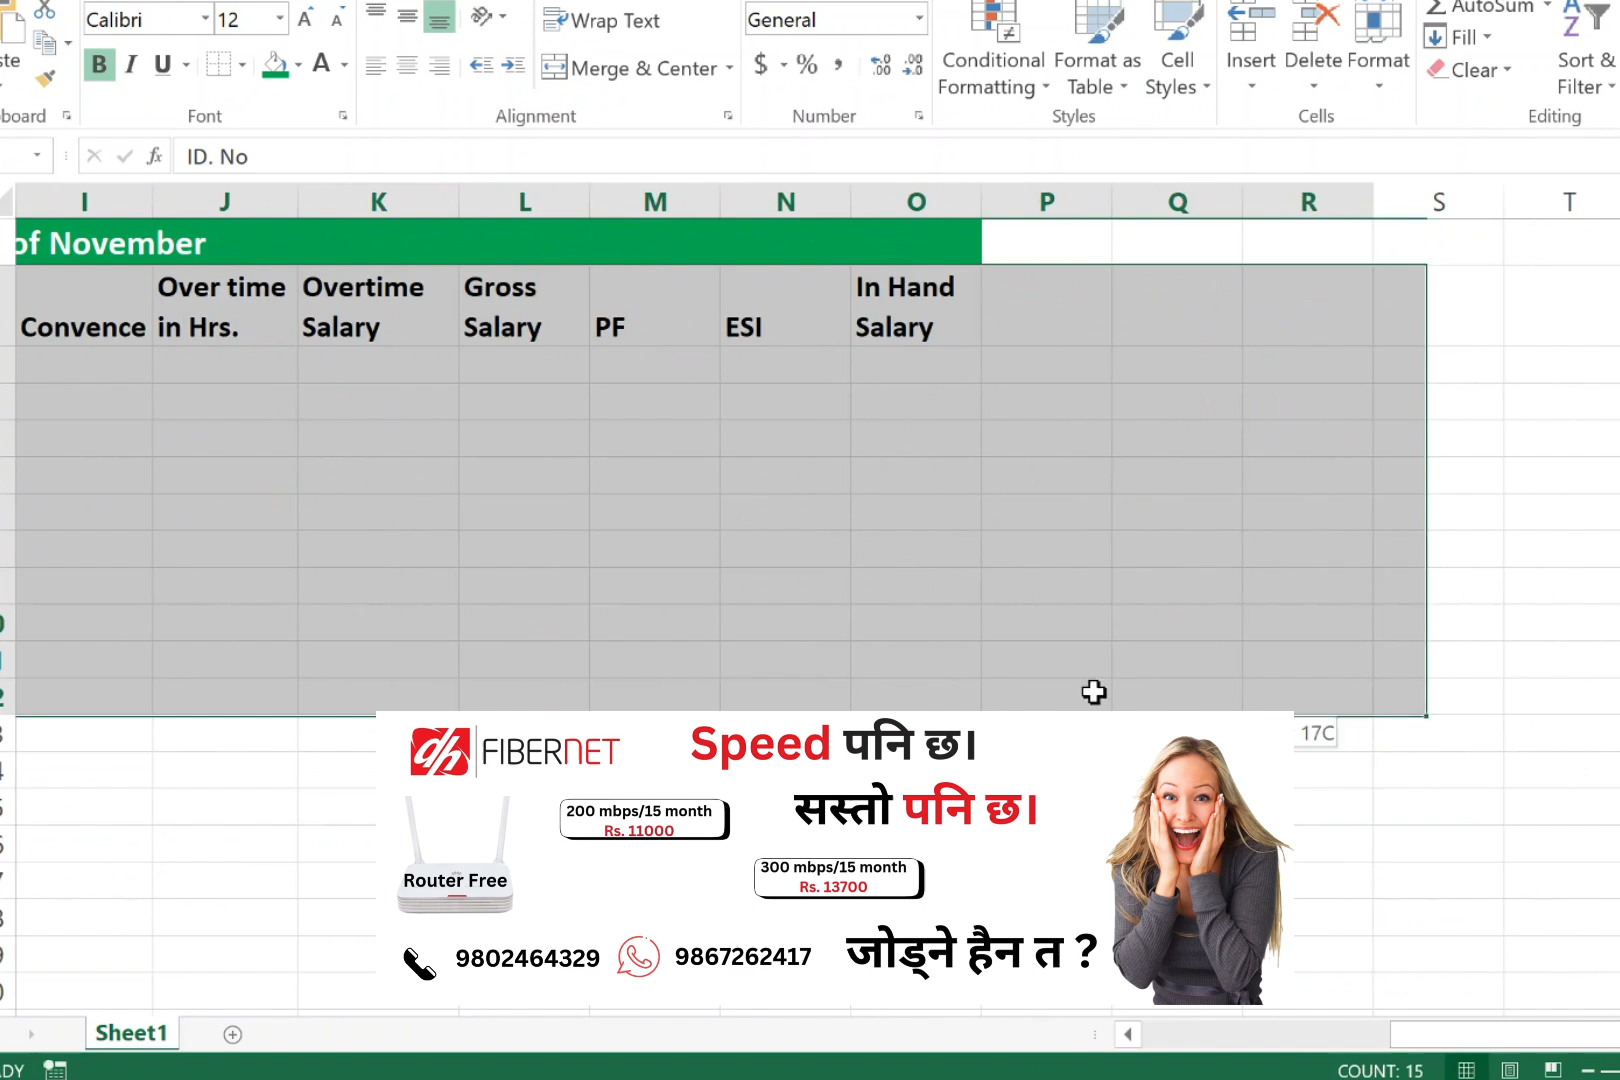 Calibri 12 Wrap Text General AutoSum
Fill
B I U A Merge & Center $ % Conditional Formatting Format as Table Cell Styles Insert Delete Format Clear Sort & Filter
Font Alignment Number Styles Cells Editing
fx ID. No
I J K L M N O P Q R S T
of November
Convence Over time in Hrs. Overtime Salary Gross Salary PF ESI In Hand Salary
17C
dh FIBERNET
Speed पनि छ।
सस्तो पनि छ।
200 mbps/15 month
Rs. 11000
300 mbps/15 month
Rs. 13700
Router Free
9802464329 9867262417 जोड्ने हैन त ?
Sheet1
COUNT: 15